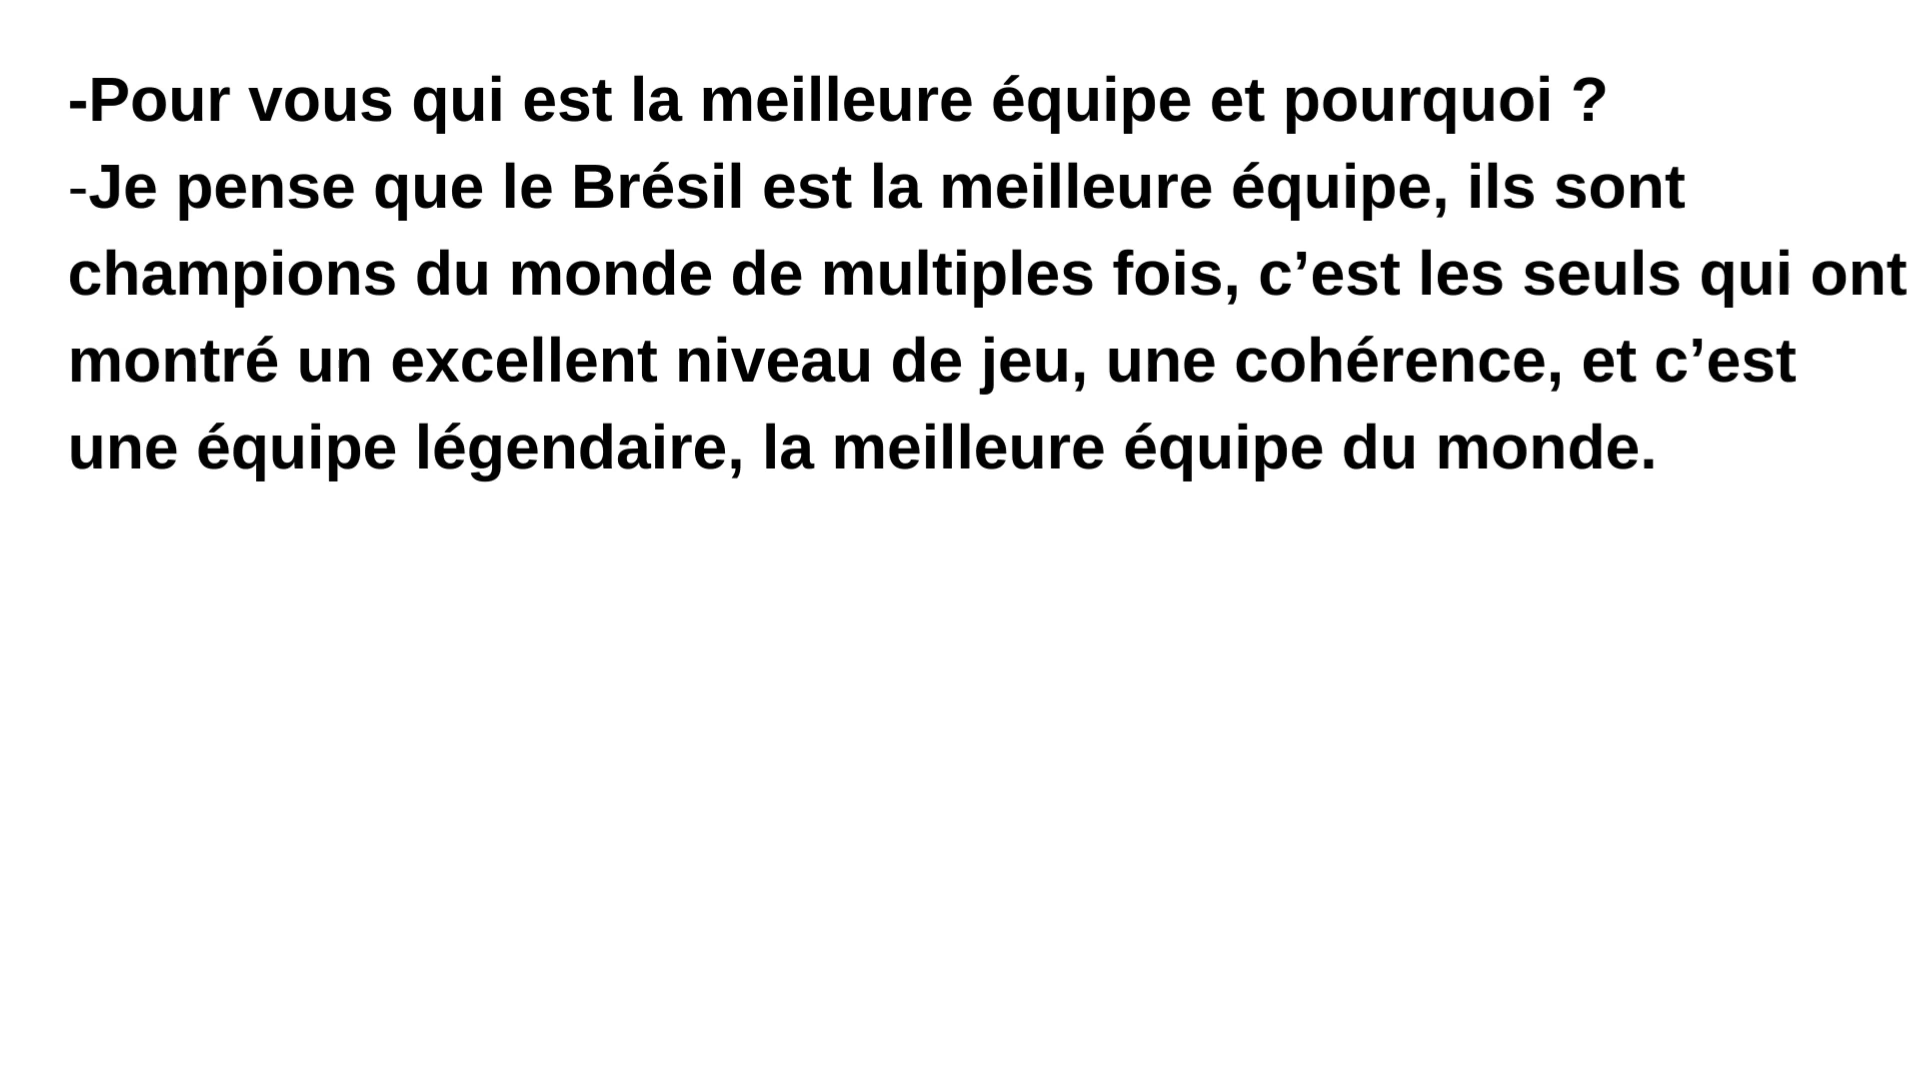 -Pour vous qui est la meilleure équipe et pourquoi ?
-Je pense que le Brésil est la meilleure équipe, ils sont
champions du monde de multiples fois, c’est les seuls qui ont
montré un excellent niveau de jeu, une cohérence, et c’est
une équipe légendaire, la meilleure équipe du monde.